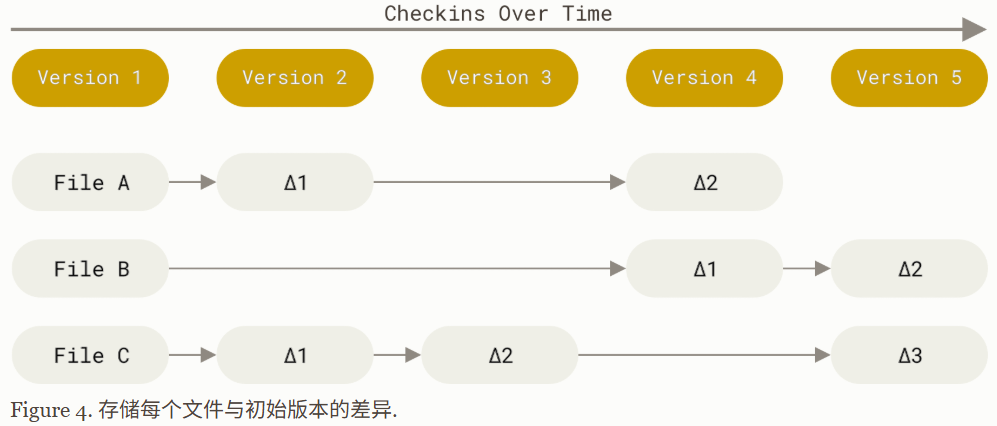 Checkins Over Time
Version 1 Version 2 Version 3 Version 4 Version 5
File A Δ1 Δ2
File B Δ1 Δ2
File C Δ1 Δ2 Δ3
Figure 4. 存储每个文件与初始版本的差异.